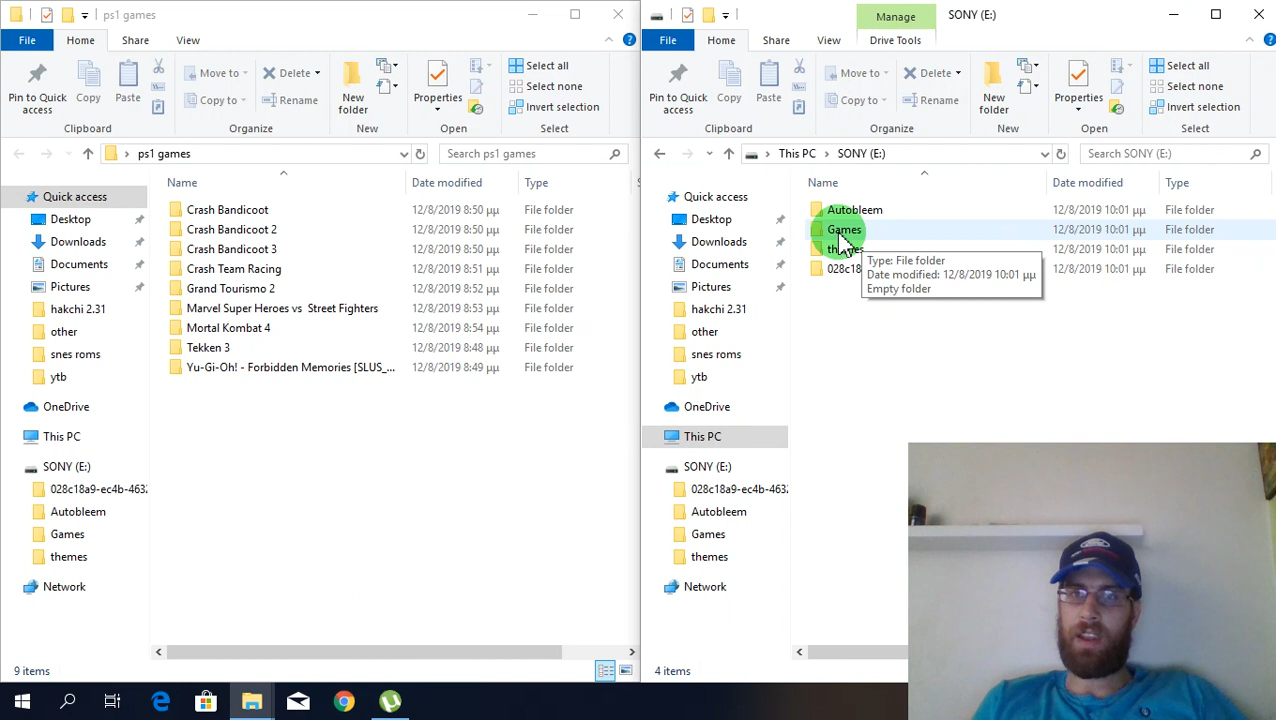 ps1 games
File
Home
Share
View
Pin to Quick
access
Copy
Paste
Clipboard
Move to
Copy to
Delete
Rename
Organize
New
folder
New
Properties
Open
Select all
Select none
Invert selection
Select
ps1 games
Search ps1 games
Name
Date modified
Type
Quick access
Desktop
Downloads
Documents
Pictures
hakchi 2.31
other
snes roms
ytb
OneDrive
This PC
SONY (E:)
028c18a9-ec4b-4632
Autobleem
Games
themes
Network
Crash Bandicoot 12/8/2019 8:50 μμ File folder
Crash Bandicoot 2 12/8/2019 8:50 μμ File folder
Crash Bandicoot 3 12/8/2019 8:50 μμ File folder
Crash Team Racing 12/8/2019 8:50 μμ File folder
Grand Tourismo 2 12/8/2019 8:52 μμ File folder
Marvel Super Heroes vs Street Fighters 12/8/2019 8:53 μμ File folder
Mortal Kombat 4 12/8/2019 8:54 μμ File folder
Tekken 3 12/8/2019 8:48 μμ File folder
Yu-Gi-Oh! - Forbidden Memories [SLUS_... 12/8/2019 8:49 μμ File folder
9 items
Manage
SONY (E:)
File
Home
Share
View
Drive Tools
Pin to Quick
access
Copy
Paste
Clipboard
Move to
Copy to
Delete
Rename
Organize
New
folder
New
Properties
Open
Select all
Select none
Invert selection
Select
This PC
SONY (E:)
Search SONY (E:)
Name
Date modified
Type
Quick access
Desktop
Downloads
Documents
Pictures
hakchi 2.31
other
snes roms
ytb
OneDrive
This PC
SONY (E:)
028c18a9-ec4b-4632
Autobleem
Games
themes
Network
Autobleem 12/8/2019 10:01 μμ File folder
Games 12/8/2019 10:01 μμ File folder
themes 12/8/2019 10:01 μμ File folder
028c18 12/8/2019 10:01 μμ File folder
Type: File folder
Date modified: 12/8/2019 10:01 μμ
Empty folder
4 items